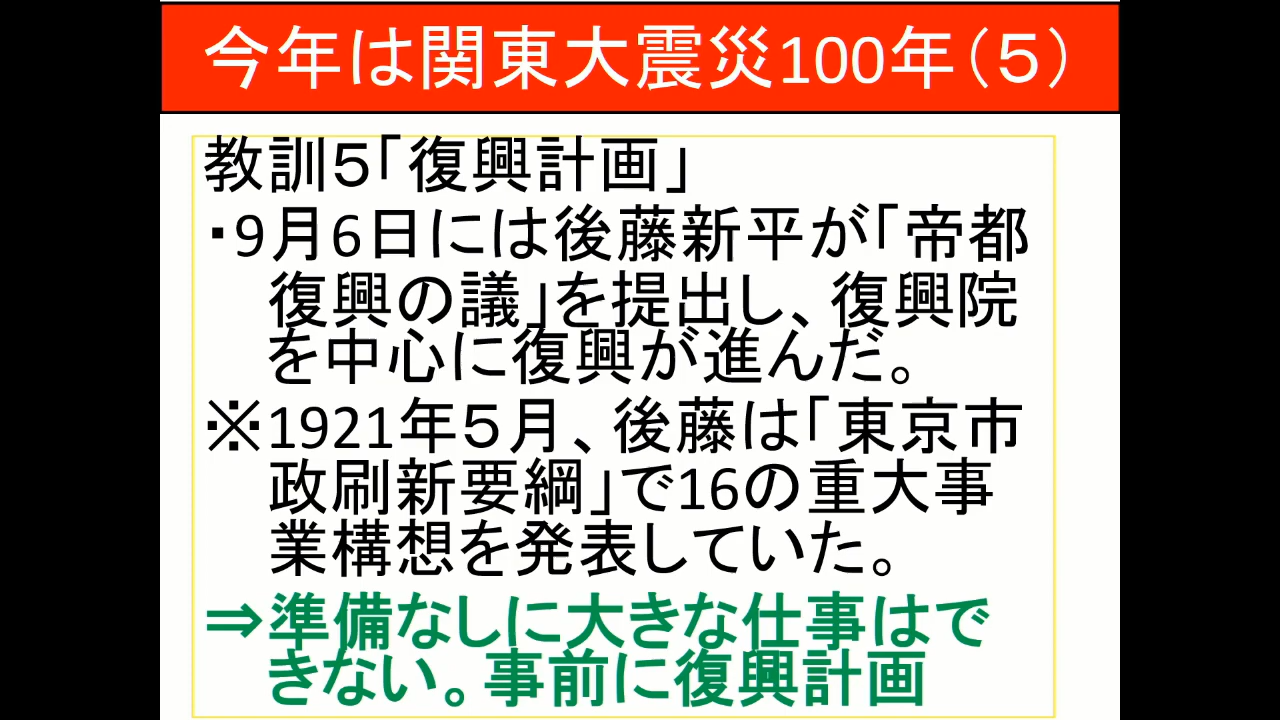 今年は関東大震災100年（５）
教訓５「復興計画」
・9月6日には後藤新平が「帝都
復興の議」を提出し、復興院
を中心に復興が進んだ。
※1921年５月、後藤は「東京市
政刷新要綱」で16の重大事
業構想を発表していた。
⇒準備なしに大きな仕事はで
きない。事前に復興計画